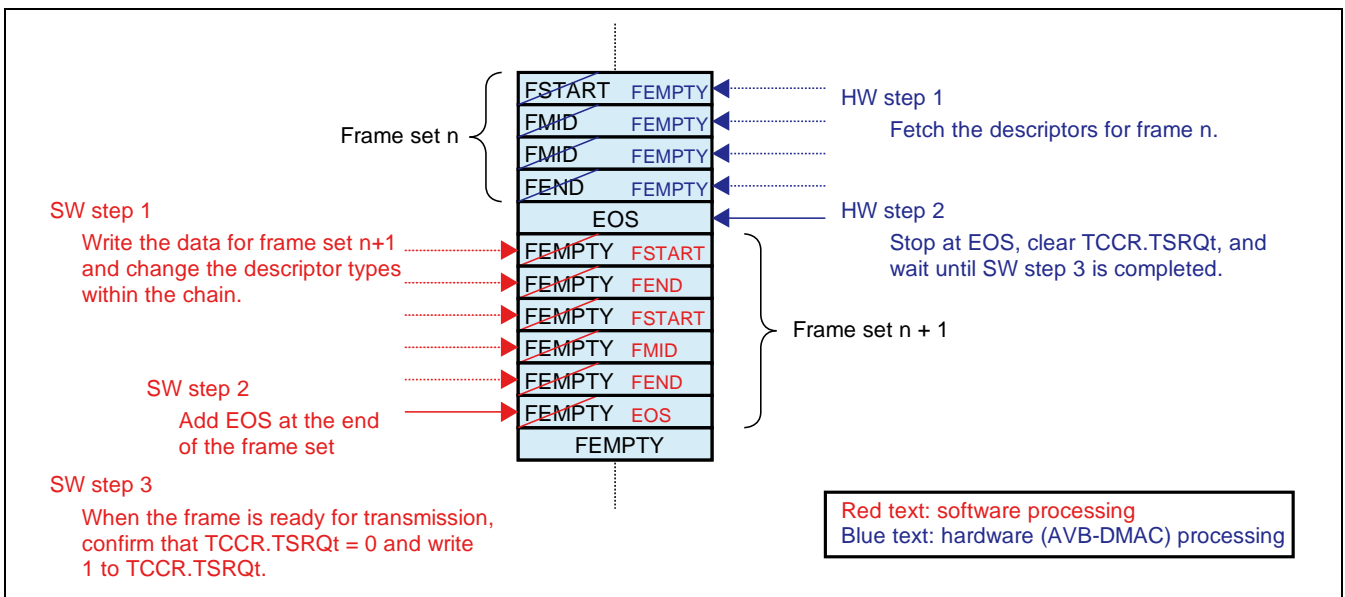 FSTART FEMPTY
FMID FEMPTY
FMID FEMPTY
FEND FEMPTY
EOS
FEMPTY FSTART
FEMPTY FEND
FEMPTY FSTART
FEMPTY FMID
FEMPTY FEND
FEMPTY EOS
FEMPTY
Frame set n
HW step 1
Fetch the descriptors for frame n.
HW step 2
Stop at EOS, clear TCCR.TSRQt, and
wait until SW step 3 is completed.
Frame set n + 1
SW step 1
Write the data for frame set n+1
and change the descriptor types
within the chain.
SW step 2
Add EOS at the end
of the frame set
SW step 3
When the frame is ready for transmission,
confirm that TCCR.TSRQt = 0 and write
1 to TCCR.TSRQt.
Red text: software processing
Blue text: hardware (AVB-DMAC) processing